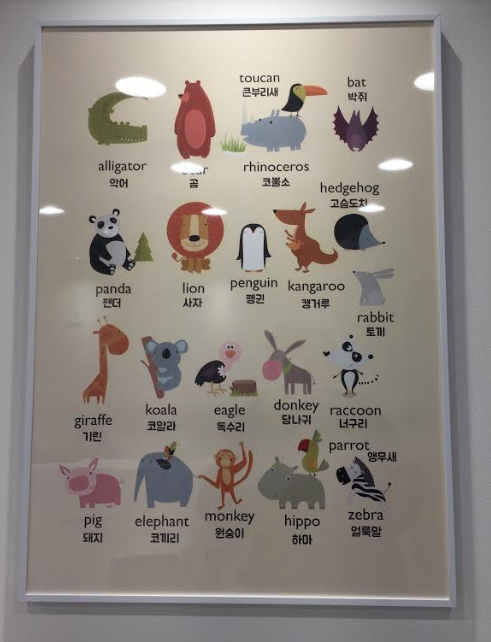 toucan
큰부리새
bat
박쥐
alligator
악어
곰
rhinoceros
코뿔소
hedgehog
고슴도치
panda
팬더
lion
사자
penguin
펭귄
kangaroo
캥거루
rabbit
토끼
giraffe
기린
koala
코알라
eagle
독수리
donkey
당나귀
raccoon
너구리
parrot
앵무새
pig
돼지
elephant
코끼리
monkey
원숭이
hippo
하마
zebra
얼룩말